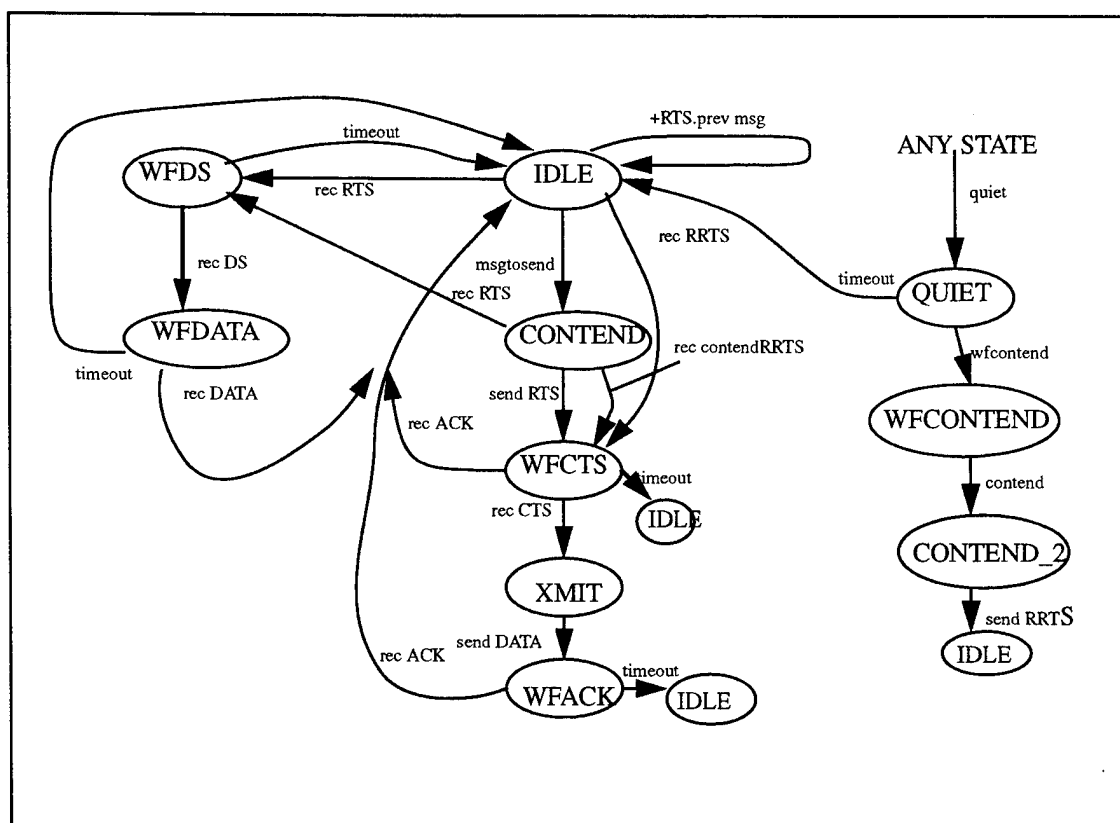 +RTS.prev msg
ANY STATE
timeout
WFDS
IDLE
rec RTS
quiet
rec RRTS
rec DS
msgtosend
timeout
QUIET
rec RTS
WFDATA
CONTEND
wfcontend
timeout
rec contendRRTS
rec DATA
send RTS
WFCONTEND
rec ACK
WFCTS
timeout
contend
rec CTS
IDLE
CONTEND_2
XMIT
send RRTS
send DATA
rec ACK
timeout
IDLE
WFACK
IDLE